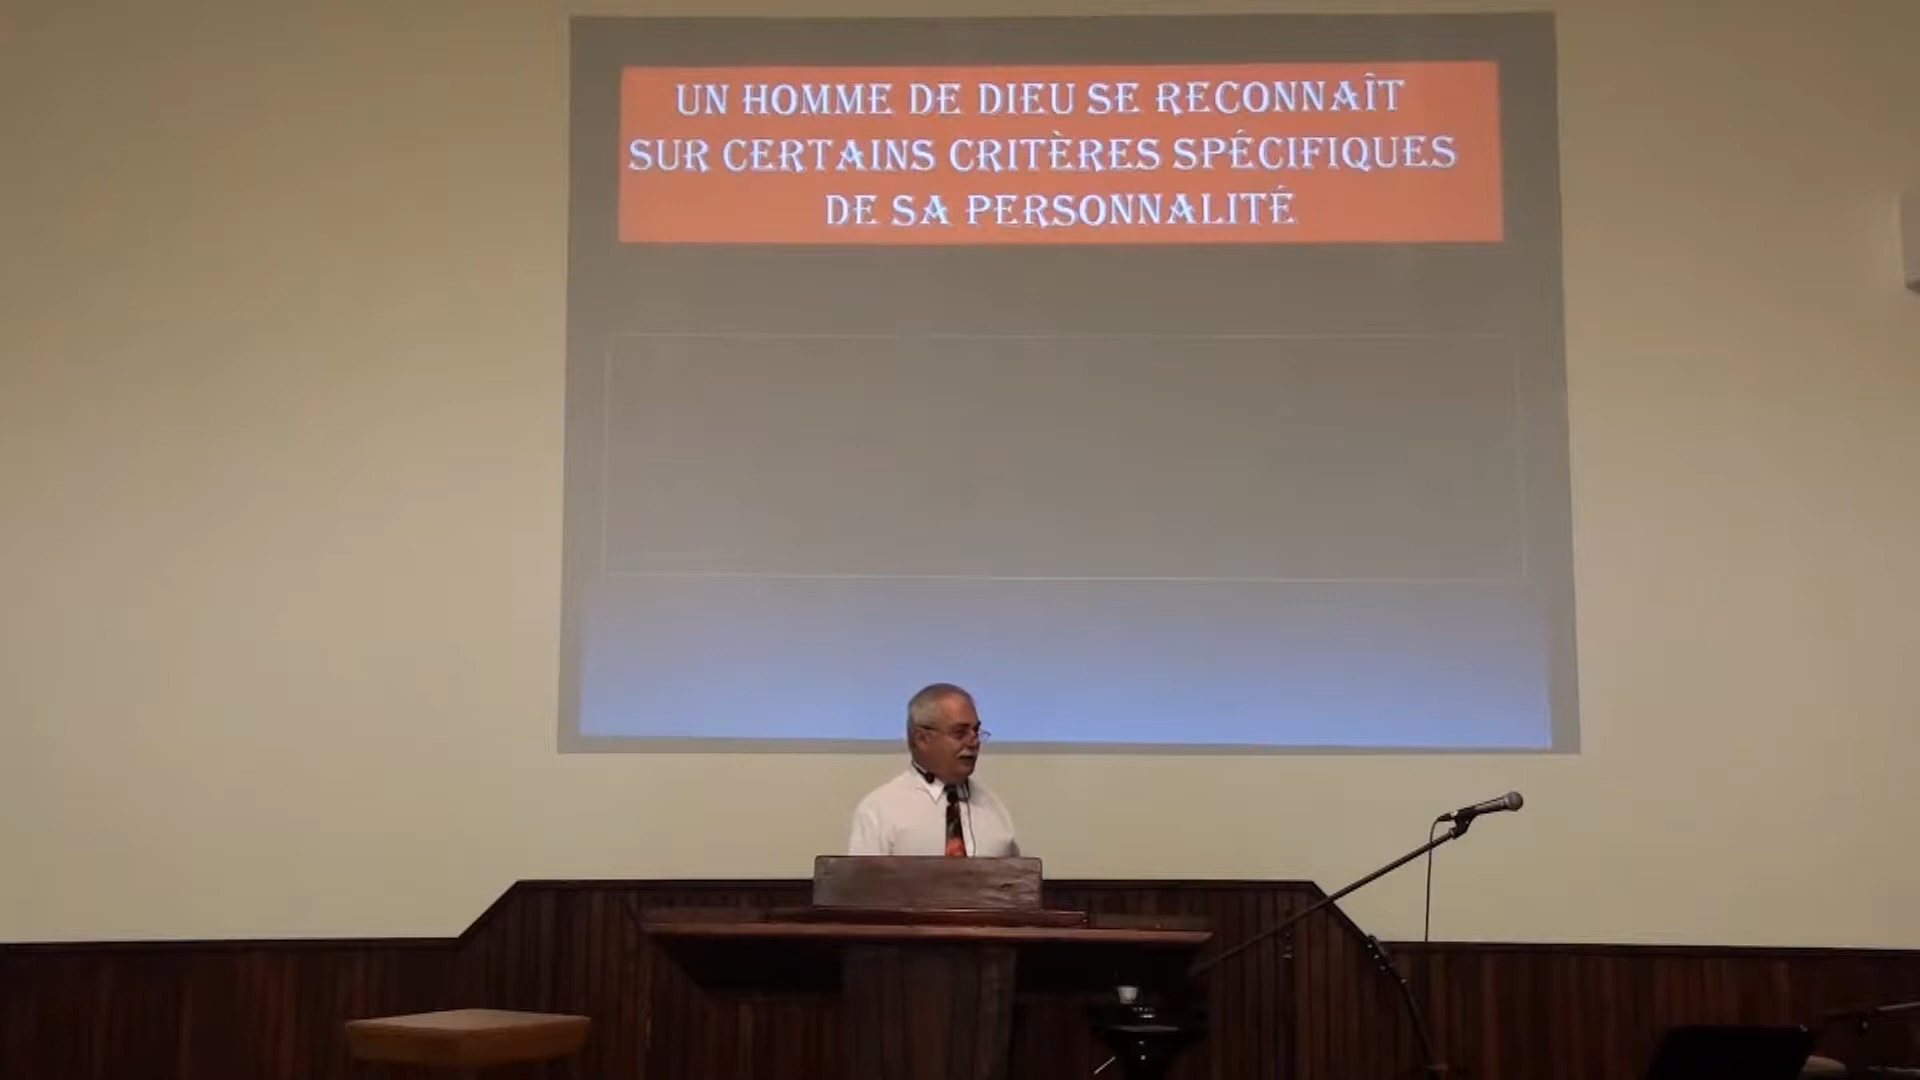 UN HOMME DE DIEU SE RECONNAÎT
SUR CERTAINS CRITÈRES SPÉCIFIQUES
DE SA PERSONNALITÉ